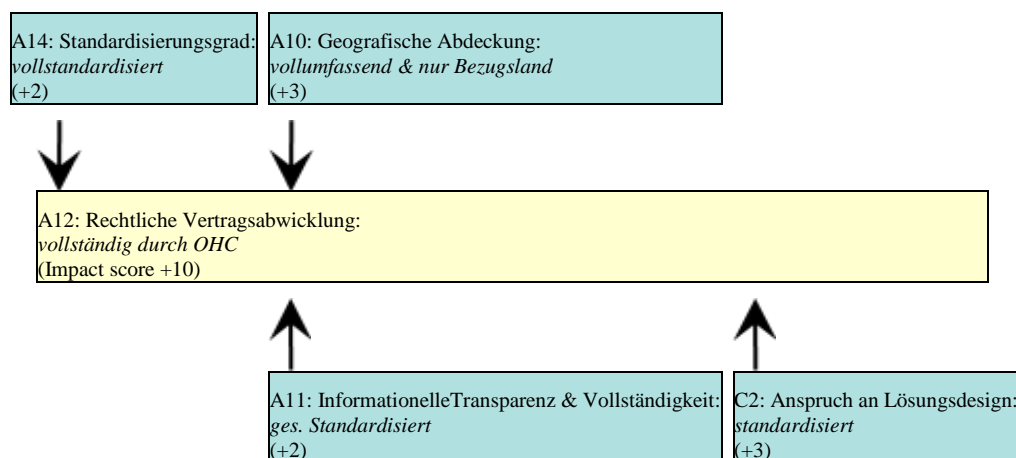 A14: Standardisierungsgrad:
vollstandardisiert
(+2)
A10: Geografische Abdeckung:
vollumfassend & nur Bezugsland
(+3)
A12: Rechtliche Vertragsabwicklung:
vollständig durch OHC
(Impact score +10)
A11: InformationelleTransparenz & Vollständigkeit:
ges. Standardisiert
(+2)
C2: Anspruch an Lösungsdesign:
standardisiert
(+3)